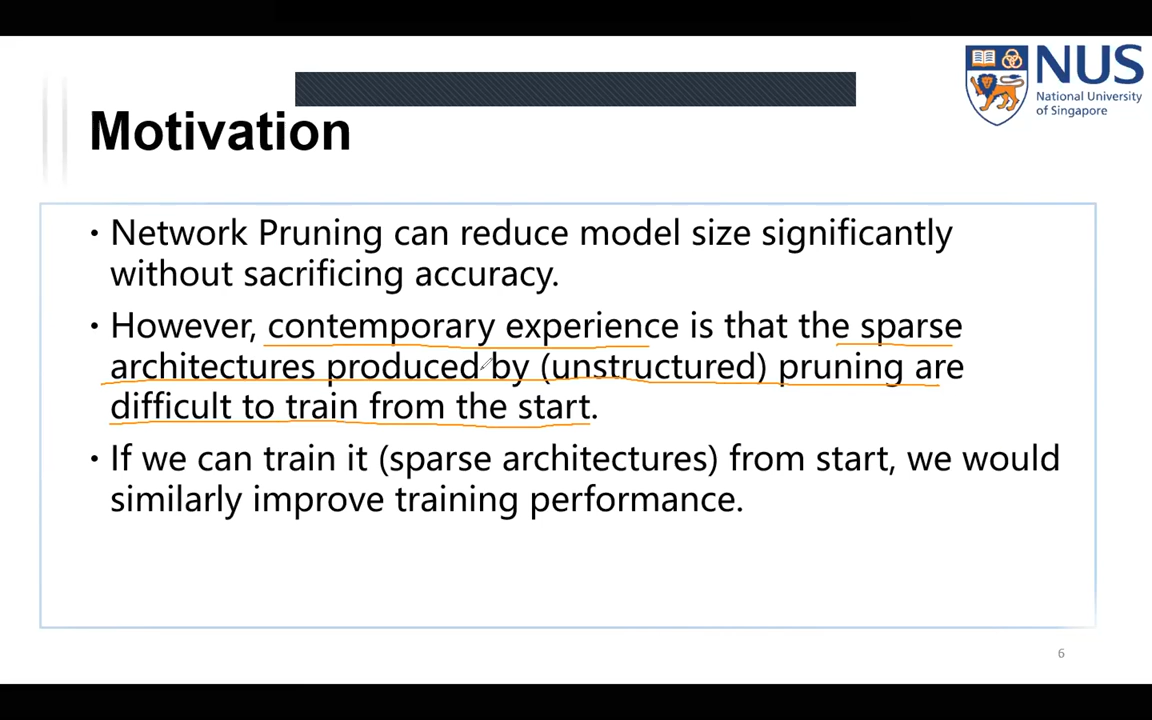 NUS
National University
of Singapore
Motivation
• Network Pruning can reduce model size significantly
without sacrificing accuracy.
• However, contemporary experience is that the sparse
architectures produced by (unstructured) pruning are
difficult to train from the start.
• If we can train it (sparse architectures) from start, we would
similarly improve training performance.
6